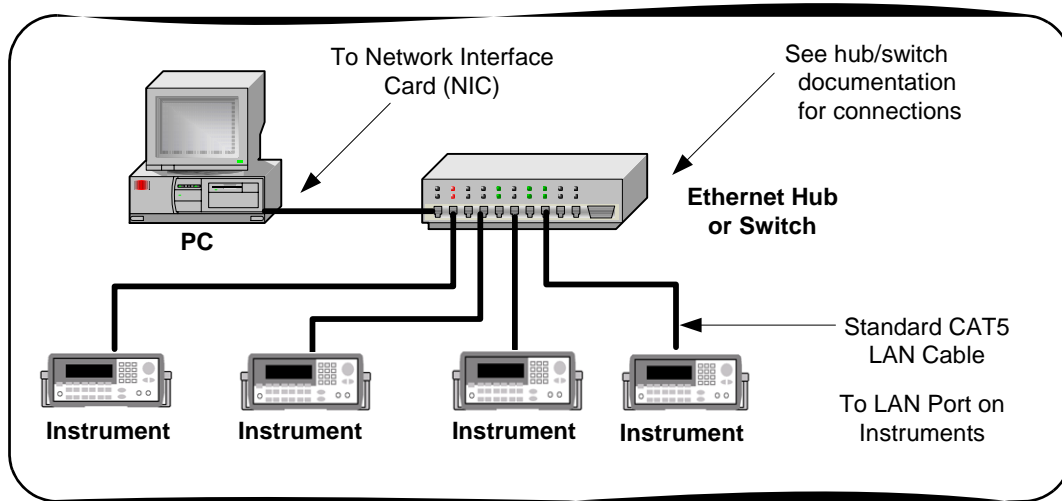 To Network Interface
Card (NIC)
See hub/switch
documentation
for connections
Ethernet Hub
or Switch
PC
Standard CAT5
LAN Cable
To LAN Port on
Instruments
Instrument
Instrument
Instrument
Instrument